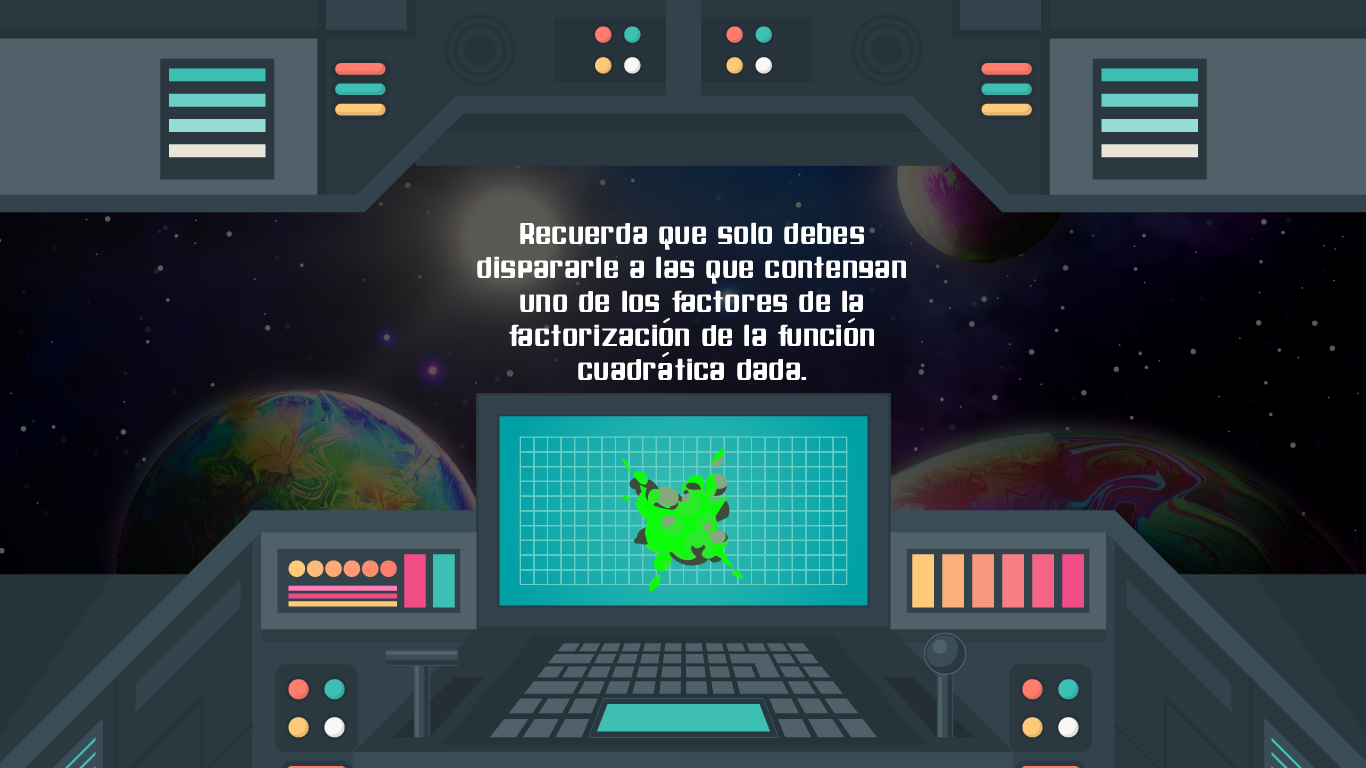 Recuerda que solo debes
dispararle a las que contengan
uno de los factores de la
factorización de la función
cuadrática dada.